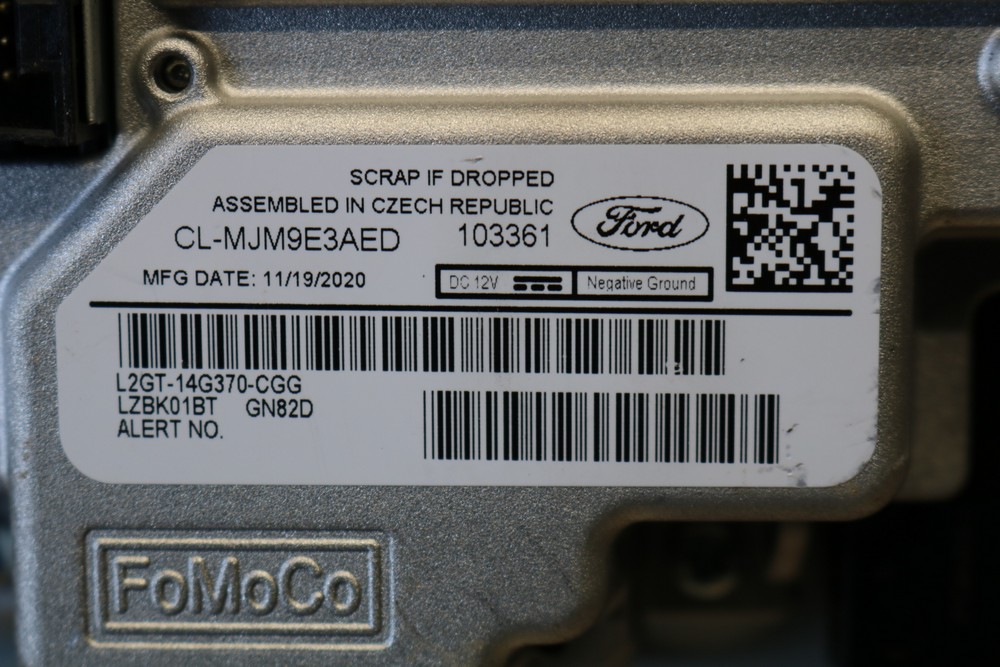 SCRAP IF DROPPED
ASSEMBLED IN CZECH REPUBLIC
CL-MJM9E3AED 103361
Ford
MFG DATE: 11/19/2020
DC 12V Negative Ground
L2GT-14G370-CGG
LZBK01BT GN82D
ALERT NO.
FoMoCo